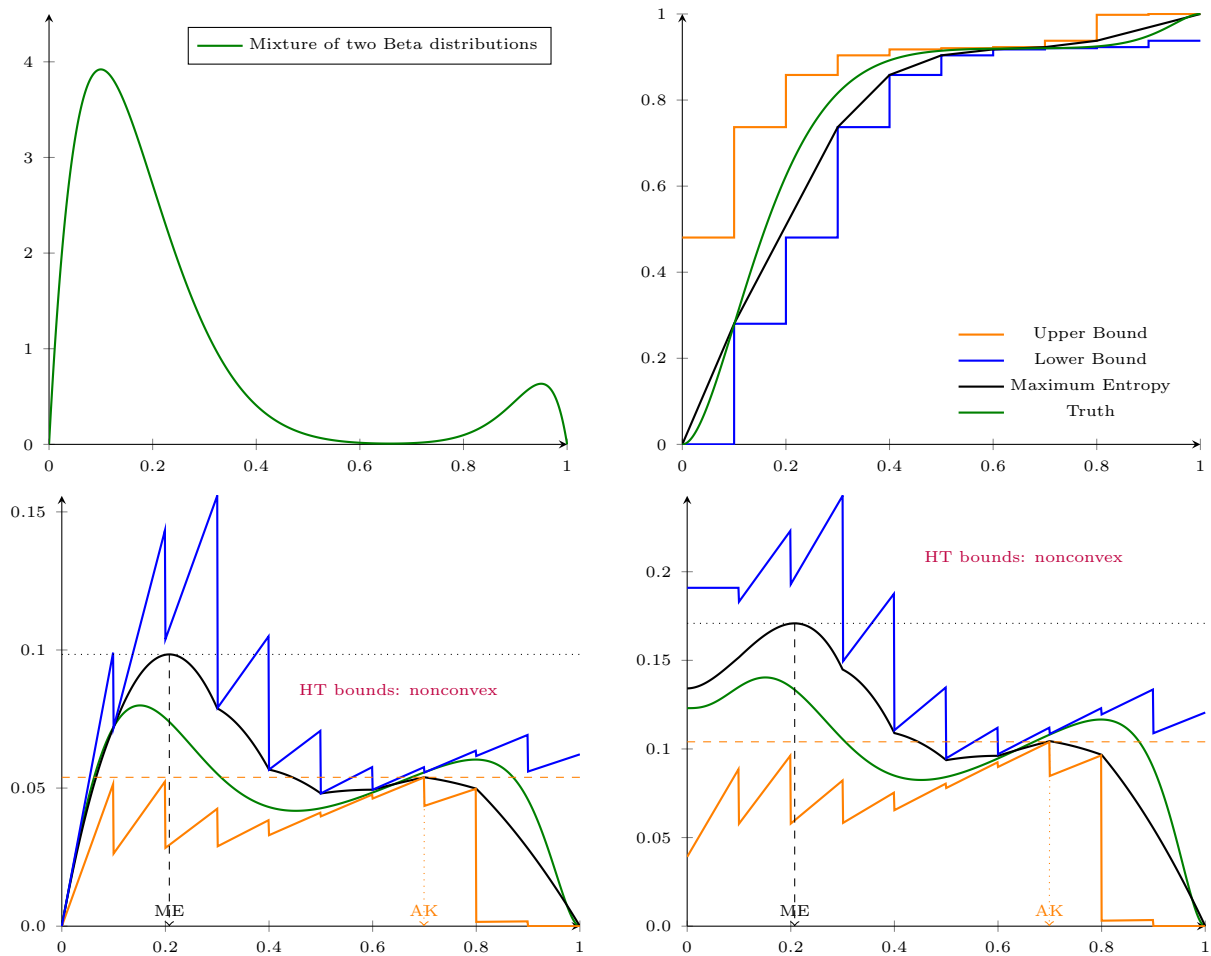 Mixture of two Beta distributions
4
3
2
1
0
0 0.2 0.4 0.6 0.8 1
1
0.8
0.6
0.4
0.2
0
Upper Bound
Lower Bound
Maximum Entropy
Truth
0 0.2 0.4 0.6 0.8 1
0.15
0.1
0.05
0.0
HT bounds: nonconvex
ME AK
0 0.2 0.4 0.6 0.8 1
0.2
0.15
0.1
0.05
0.0
HT bounds: nonconvex
ME AK
0 0.2 0.4 0.6 0.8 1